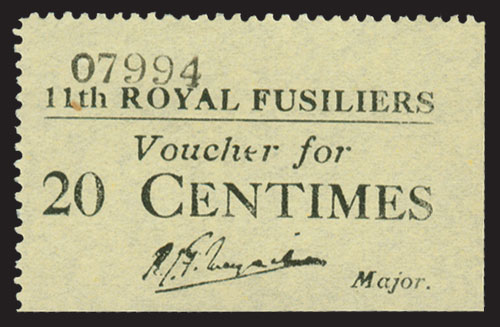 07994
11th ROYAL FUSILIERS
Voucher for
20 CENTIMES
Major.